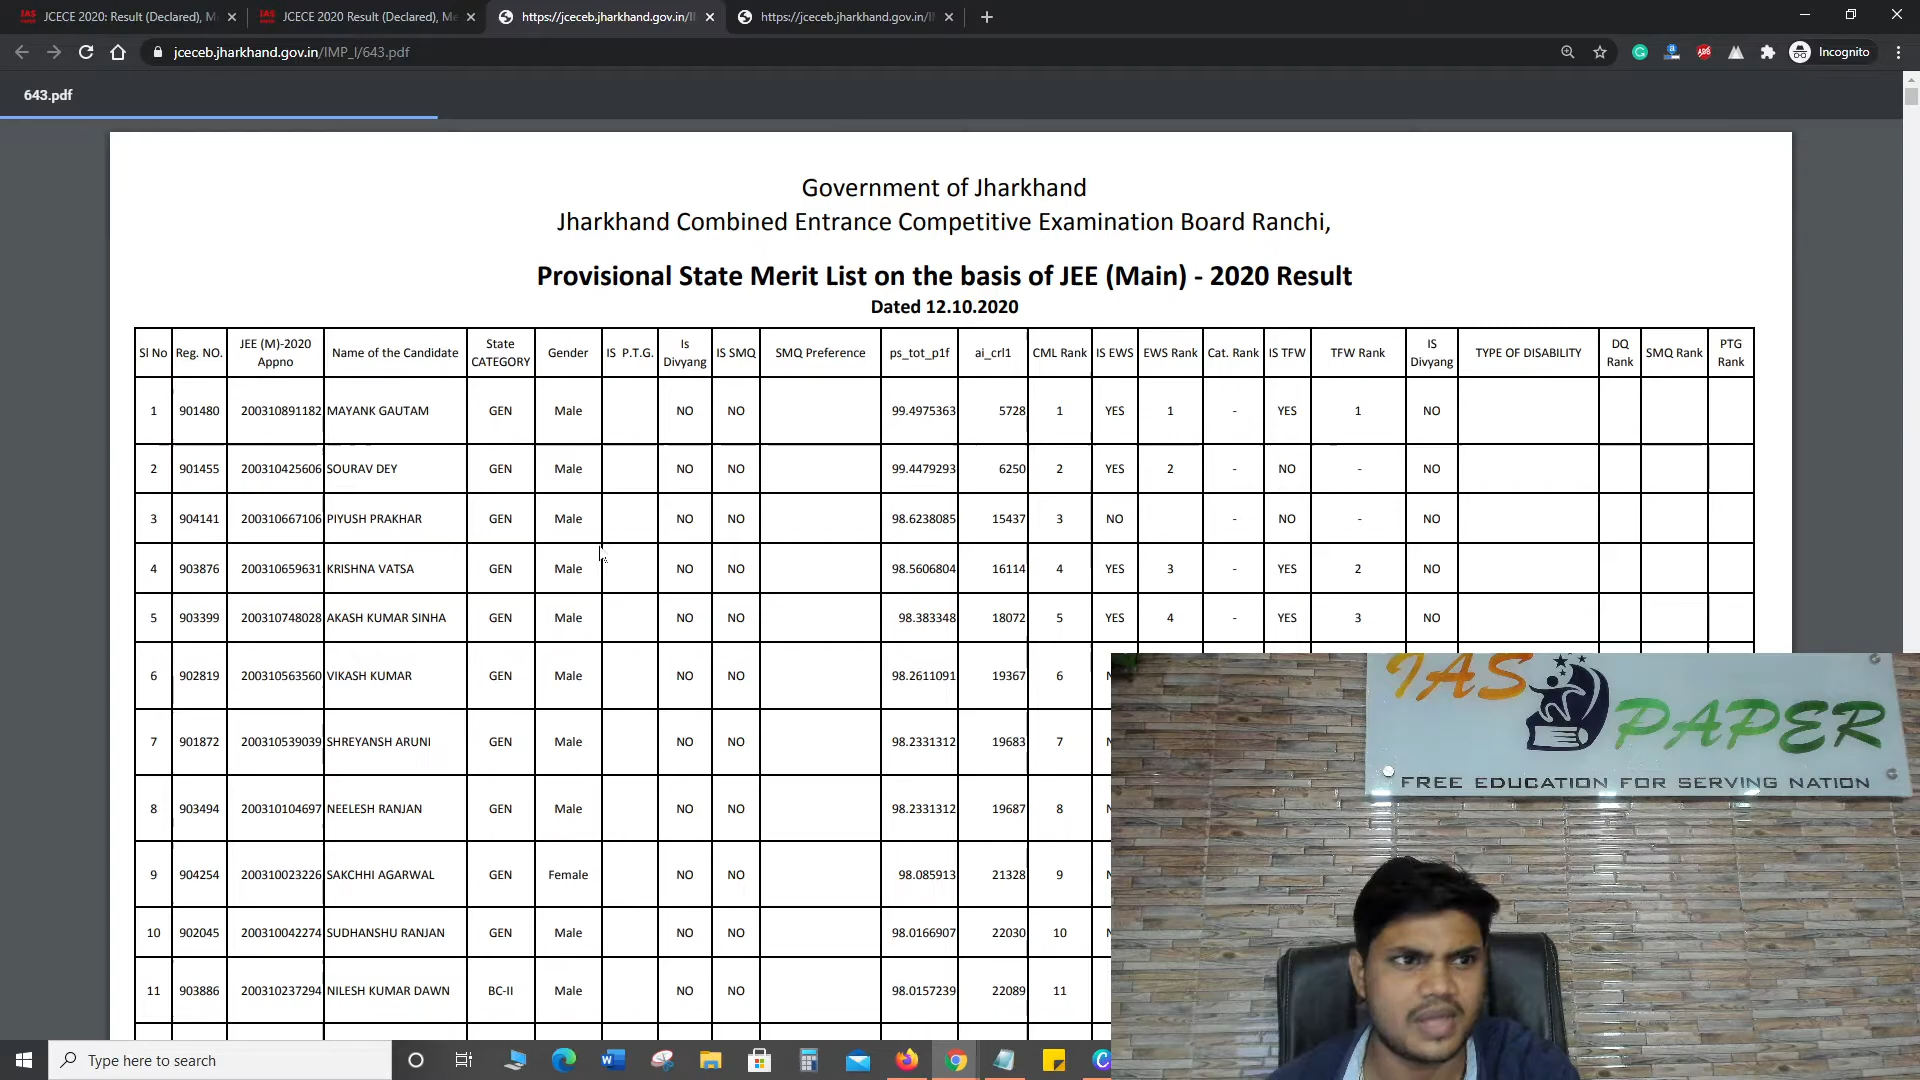 JCECE 2020: Result (Declared), M
JCECE 2020 Result (Declared), Me
https://jceceb.jharkhand.gov.in/I
https://jceceb.jharkhand.gov.in/I
jceceb.jharkhand.gov.in/IMP_I/643.pdf
Incognito
643.pdf
Government of Jharkhand
Jharkhand Combined Entrance Competitive Examination Board Ranchi,
Provisional State Merit List on the basis of JEE (Main) - 2020 Result
Dated 12.10.2020
Sl No Reg. NO. JEE (M)-2020 Appno Name of the Candidate State CATEGORY Gender IS P.T.G. Is Divyang IS SMQ SMQ Preference ps_tot_p1f ai_crl1 CML Rank IS EWS EWS Rank Cat. Rank IS TFW TFW Rank IS Divyang TYPE OF DISABILITY DQ Rank SMQ Rank PTG Rank
1 901480 200310891182 MAYANK GAUTAM GEN Male NO NO 99.4975363 5728 1 YES 1 - YES 1 NO
2 901455 200310425606 SOURAV DEY GEN Male NO NO 99.4479293 6250 2 YES 2 - NO - NO
3 904141 200310667106 PIYUSH PRAKHAR GEN Male NO NO 98.6238085 15437 3 NO - NO - NO
4 903876 200310659631 KRISHNA VATSA GEN Male NO NO 98.5606804 16114 4 YES 3 - YES 2 NO
5 903399 200310748028 AKASH KUMAR SINHA GEN Male NO NO 98.383348 18072 5 YES 4 - YES 3 NO
6 902819 200310563560 VIKASH KUMAR GEN Male NO NO 98.2611091 19367 6
7 901872 200310539039 SHREYANSH ARUNI GEN Male NO NO 98.2331312 19683 7
8 903494 200310104697 NEELESH RANJAN GEN Male NO NO 98.2331312 19687 8
9 904254 200310023226 SAKCHHI AGARWAL GEN Female NO NO 98.085913 21328 9
10 902045 200310042274 SUDHANSHU RANJAN GEN Male NO NO 98.0166907 22030 10
11 903886 200310237294 NILESH KUMAR DAWN BC-II Male NO NO 98.0157239 22089 11
IAS
PAPER
FREE EDUCATION FOR SERVING NATION
Type here to search